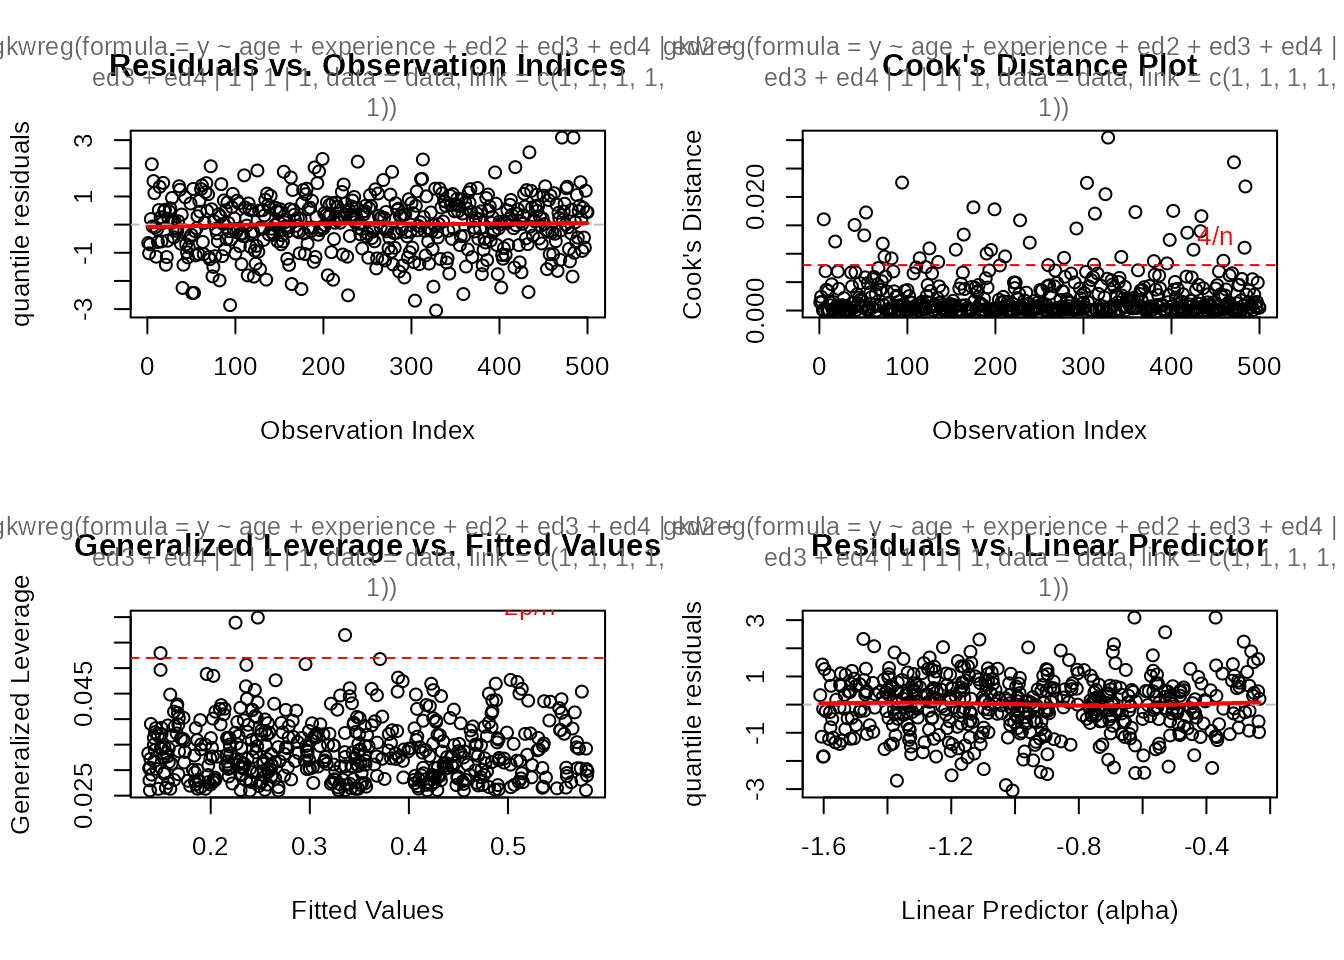 gkwreg(formula = y ~ age + experience + ed2 + ed3 + ed4 | ed2 +
Residuals vs. Observation Indices
ed3 + ed4 | 1 | 1 | 1, data = data, link = c(1, 1, 1, 1,
1))
quantile residuals
3
1
-1
-3
0 100 200 300 400 500
Observation Index
gkwreg(formula = y ~ age + experience + ed2 + ed3 + ed4 |
Cook's Distance Plot
ed3 + ed4 | 1 | 1 | 1, data = data, link = c(1, 1, 1, 1,
1))
Cook's Distance
0.020
0.000
4/n
0 100 200 300 400 500
Observation Index
gkwreg(formula = y ~ age + experience + ed2 + ed3 + ed4 | ed2 +
Generalized Leverage vs. Fitted Values
ed3 + ed4 | 1 | 1 | 1, data = data, link = c(1, 1, 1, 1,
1))
Generalized Leverage
0.045
0.025
2p/n
0.2 0.3 0.4 0.5
Fitted Values
gkwreg(formula = y ~ age + experience + ed2 + ed3 + ed4 |
Residuals vs. Linear Predictor
ed3 + ed4 | 1 | 1 | 1, data = data, link = c(1, 1, 1, 1,
1))
quantile residuals
3
1
-1
-3
-1.6 -1.2 -0.8 -0.4
Linear Predictor (alpha)